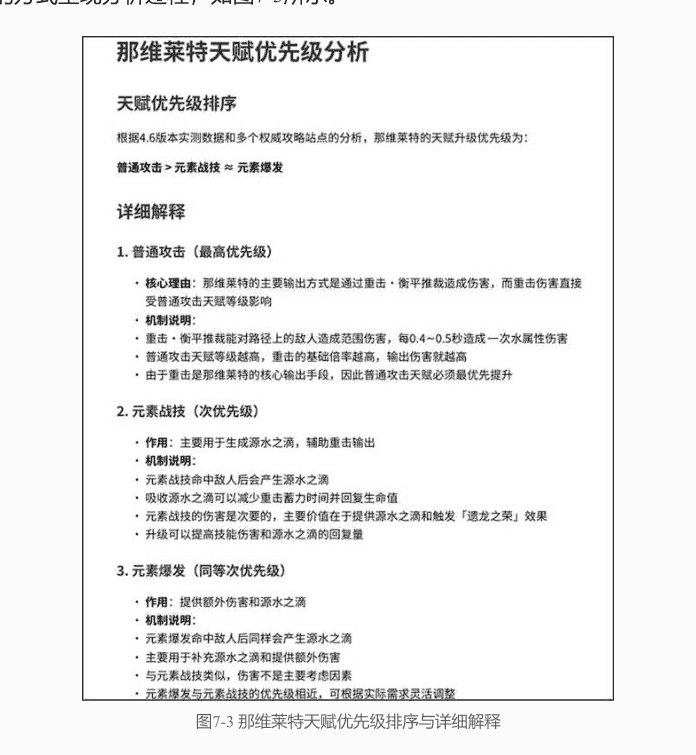 那维莱特天赋优先级分析
天赋优先级排序
根据4.6版本实测数据和多个权威攻略站点的分析，那维莱特的天赋升级优先级为：
普通攻击 > 元素战技 ≈ 元素爆发
详细解释
1. 普通攻击（最高优先级）
· 核心理由：那维莱特的主要输出方式是通过重击·衡平推裁造成伤害，而重击伤害直接
受普通攻击天赋等级影响
· 机制说明：
· 重击·衡平推裁能对路径上的敌人造成范围伤害，每0.4~0.5秒造成一次水属性伤害
· 普通攻击天赋等级越高，重击的基础倍率越高，输出伤害就越高
· 由于重击是那维莱特的核心输出手段，因此普通攻击天赋必须最优先提升
2. 元素战技（次优先级）
· 作用：主要用于生成源水之滴，辅助重击输出
· 机制说明：
· 元素战技命中敌人后会产生源水之滴
· 吸收源水之滴可以减少重击蓄力时间并回复生命值
· 元素战技的伤害是次要的，主要价值在于提供源水之滴和触发「遗龙之荣」效果
· 升级可以提高技能伤害和源水之滴的回复量
3. 元素爆发（同等次优先级）
· 作用：提供额外伤害和源水之滴
· 机制说明：
· 元素爆发命中敌人后同样会产生源水之滴
· 主要用于补充源水之滴和提供额外伤害
· 与元素战技类似，伤害不是主要考虑因素
· 元素爆发与元素战技的优先级相近，可根据实际需求灵活调整
图7-3 那维莱特天赋优先级排序与详细解释